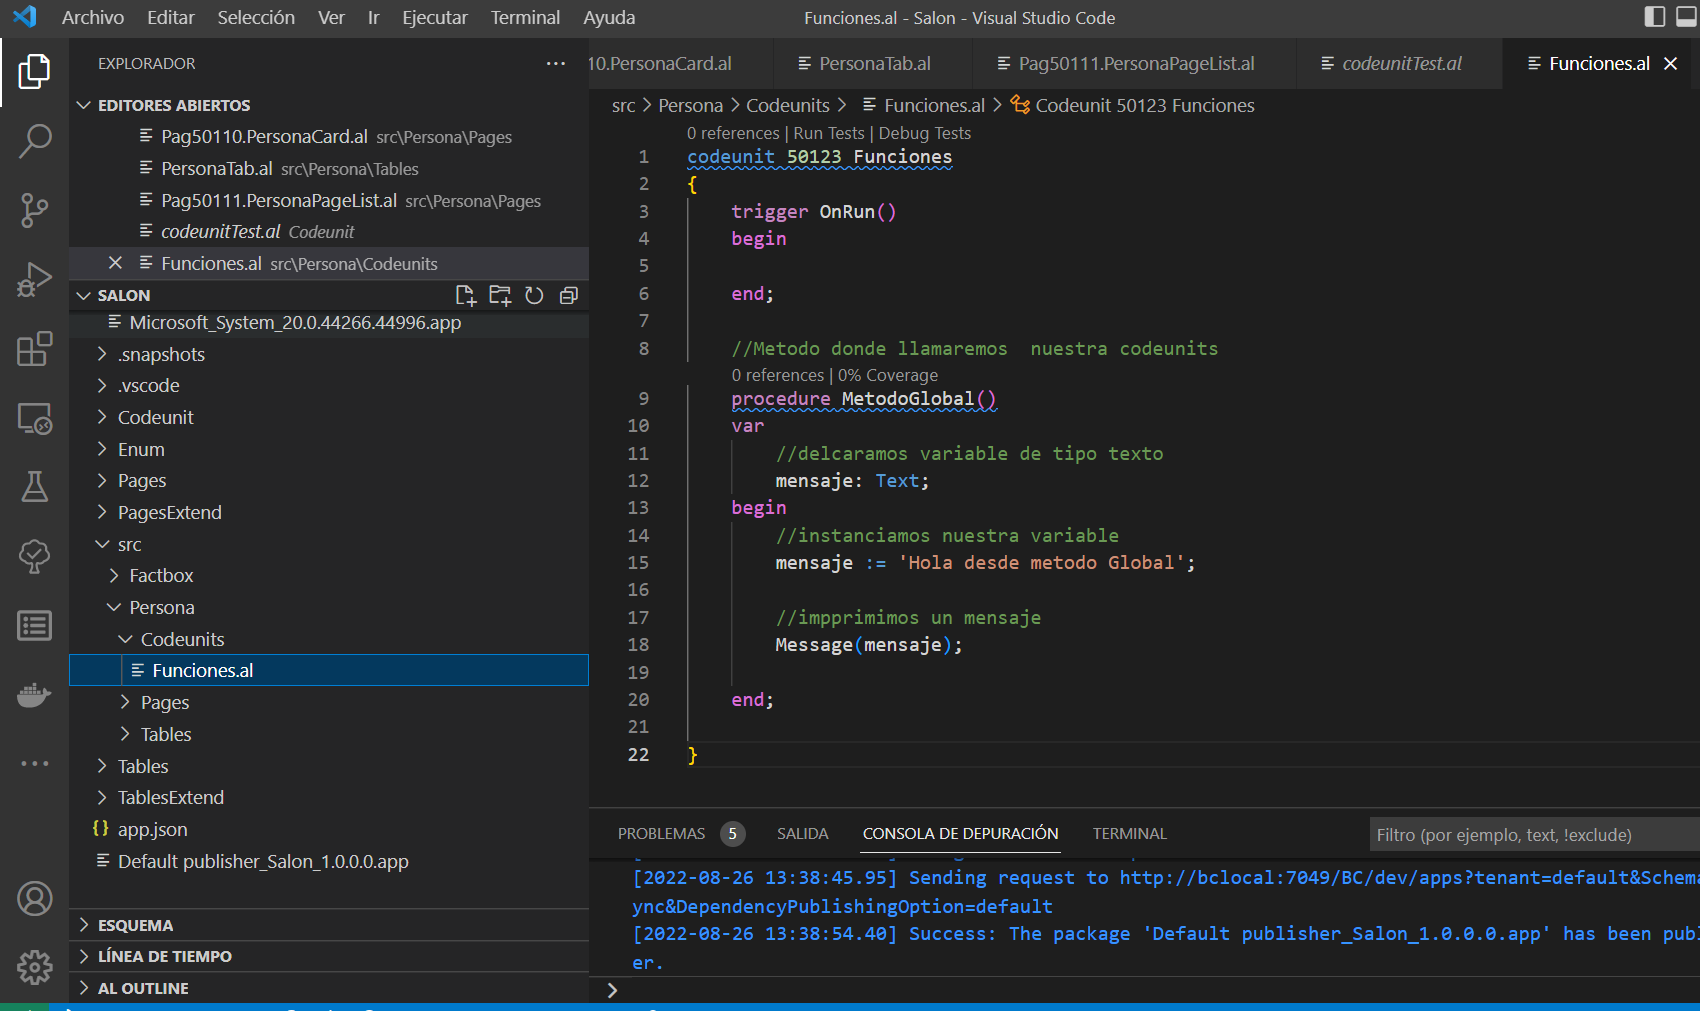 Archivo Editar Selección Ver Ir Ejecutar Terminal Ayuda
Funciones.al - Salon - Visual Studio Code
EXPLORADOR
EDITORES ABIERTOS
Pag50110.PersonaCard.al src\Persona\Pages
PersonaTab.al src\Persona\Tables
Pag50111.PersonaPageList.al src\Persona\Pages
codeunitTest.al Codeunit
Funciones.al src\Persona\Codeunits
SALON
Microsoft_System_20.0.44266.44996.app
.snapshots
.vscode
Codeunit
Enum
Pages
PagesExtend
src
Factbox
Persona
Codeunits
Funciones.al
Pages
Tables
Tables
TablesExtend
{} app.json
Default publisher_Salon_1.0.0.0.app
ESQUEMA
LÍNEA DE TIEMPO
AL OUTLINE
10.PersonaCard.al PersonaTab.al Pag50111.PersonaPageList.al codeunitTest.al Funciones.al
src > Persona > Codeunits > Funciones.al > Codeunit 50123 Funciones
0 references | Run Tests | Debug Tests
1 codeunit 50123 Funciones
2 {
3 trigger OnRun()
4 begin
5
6 end;
7
8 //Metodo donde llamaremos  nuestra codeunits
0 references | 0% Coverage
9 procedure MetodoGlobal()
10 var
11 //delcaramos variable de tipo texto
12 mensaje: Text;
13 begin
14 //instanciamos nuestra variable
15 mensaje := 'Hola desde metodo Global';
16
17 //impprimimos un mensaje
18 Message(mensaje);
19
20 end;
21
22 }
PROBLEMAS 5 SALIDA CONSOLA DE DEPURACIÓN TERMINAL
Filtro (por ejemplo, text, !exclude)
[2022-08-26 13:38:45.95] Sending request to http://bclocal:7049/BC/dev/apps?tenant=default&Schema
ync&DependencyPublishingOption=default
[2022-08-26 13:38:54.40] Success: The package 'Default publisher_Salon_1.0.0.0.app' has been publ
er.
>